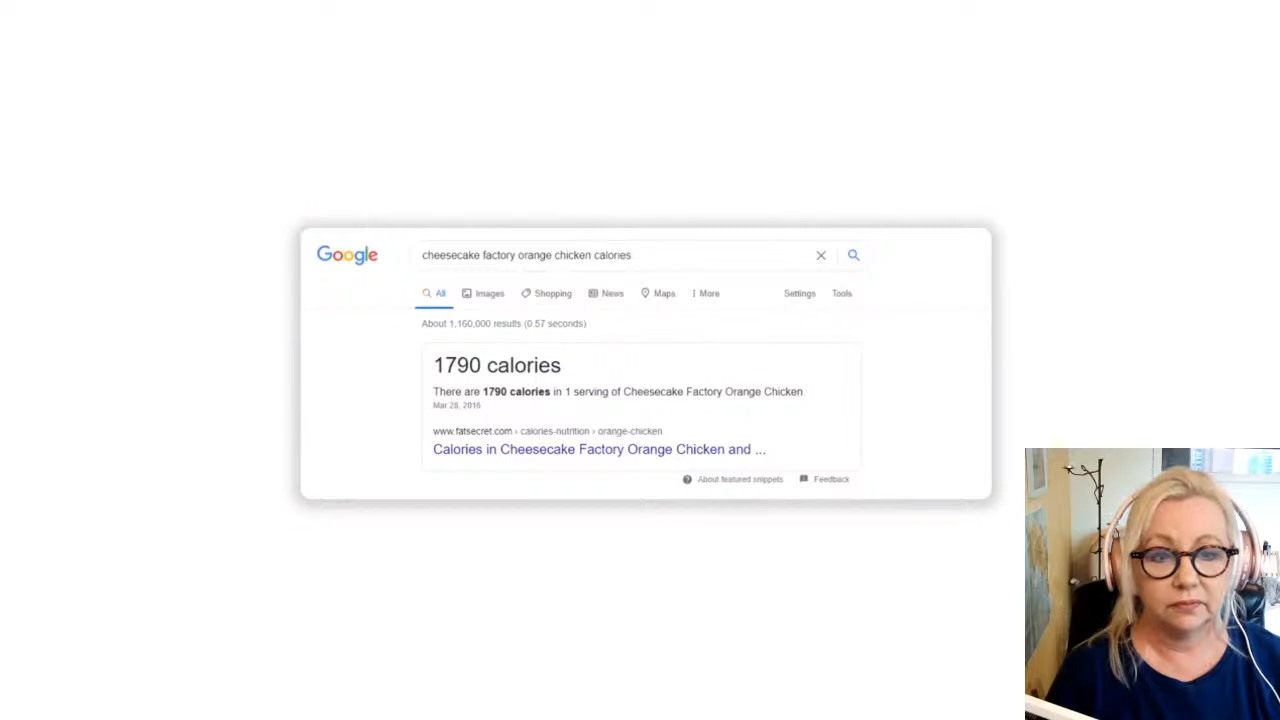 Google
cheesecake factory orange chicken calories
All Images Shopping News Maps More Settings Tools
About 1,160,000 results (0.57 seconds)
1790 calories
There are 1790 calories in 1 serving of Cheesecake Factory Orange Chicken.
Mar 28, 2016
www.fatsecret.com › calories-nutrition › orange-chicken
Calories in Cheesecake Factory Orange Chicken and ...
About featured snippets Feedback